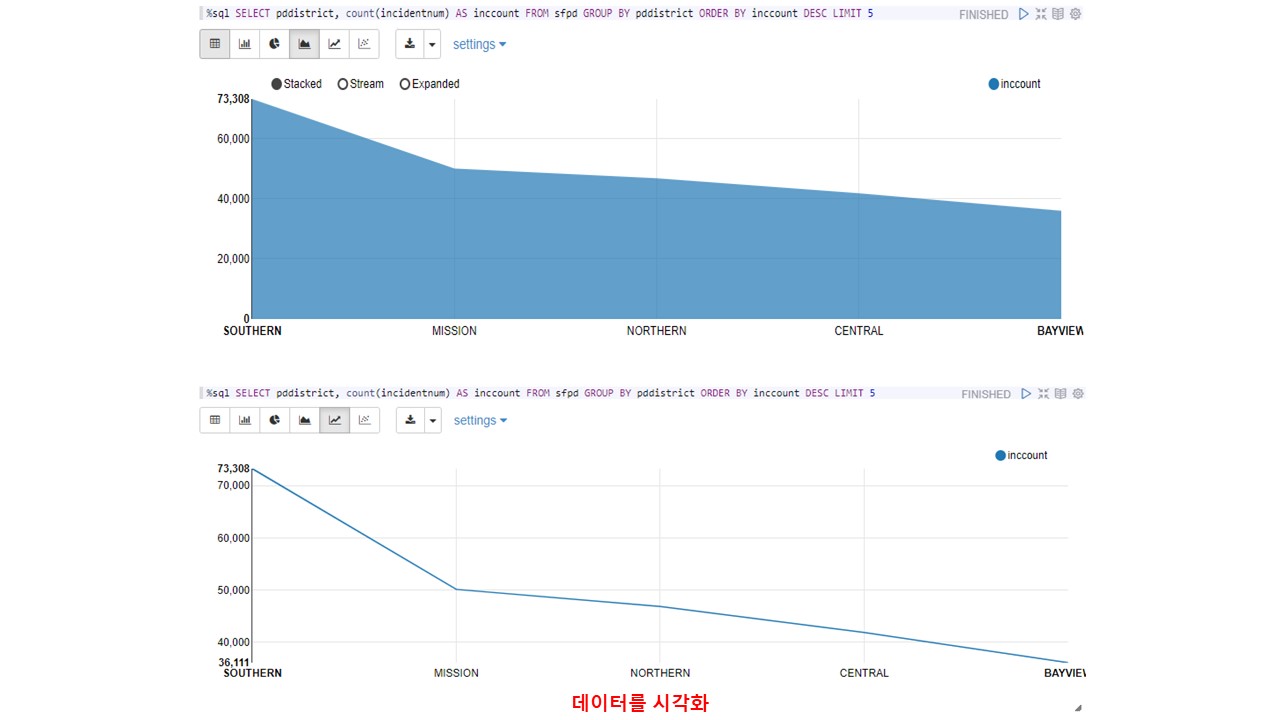 %sql SELECT pddistrict, count(incidentnum) AS inccount FROM sfpd GROUP BY pddistrict ORDER BY inccount DESC LIMIT 5
FINISHED
settings
Stacked Stream Expanded
inccount
73,308
60,000
40,000
20,000
0
SOUTHERN MISSION NORTHERN CENTRAL BAYVIEW
%sql SELECT pddistrict, count(incidentnum) AS inccount FROM sfpd GROUP BY pddistrict ORDER BY inccount DESC LIMIT 5
FINISHED
settings
inccount
73,308
70,000
60,000
50,000
40,000
36,111
SOUTHERN MISSION NORTHERN CENTRAL BAYVIEW
데이터를 시각화